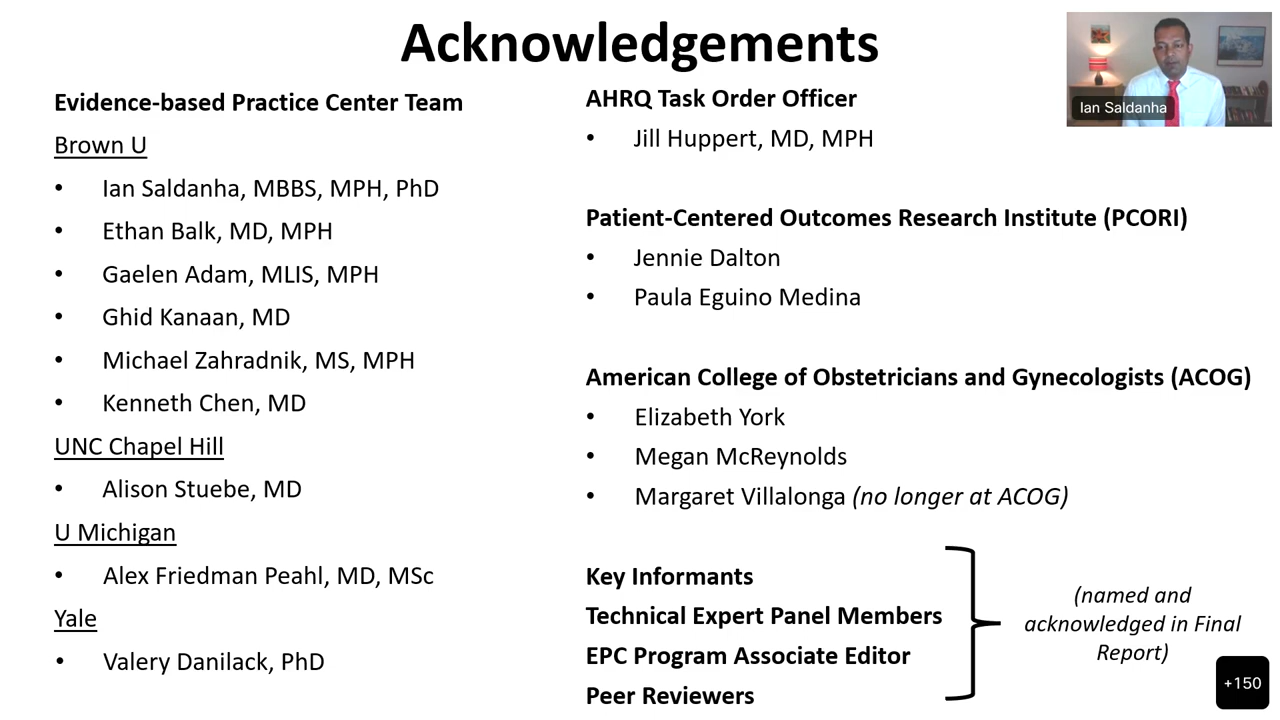 Acknowledgements
Evidence-based Practice Center Team
Brown U
• Ian Saldanha, MBBS, MPH, PhD
• Ethan Balk, MD, MPH
• Gaelen Adam, MLIS, MPH
• Ghid Kanaan, MD
• Michael Zahradnik, MS, MPH
• Kenneth Chen, MD
UNC Chapel Hill
• Alison Stuebe, MD
U Michigan
• Alex Friedman Peahl, MD, MSc
Yale
• Valery Danilack, PhD
AHRQ Task Order Officer
• Jill Huppert, MD, MPH
Patient-Centered Outcomes Research Institute (PCORI)
• Jennie Dalton
• Paula Eguino Medina
American College of Obstetricians and Gynecologists (ACOG)
• Elizabeth York
• Megan McReynolds
• Margaret Villalonga (no longer at ACOG)
Key Informants
Technical Expert Panel Members
EPC Program Associate Editor
Peer Reviewers
(named and
acknowledged in Final
Report)
Ian Saldanha
+150